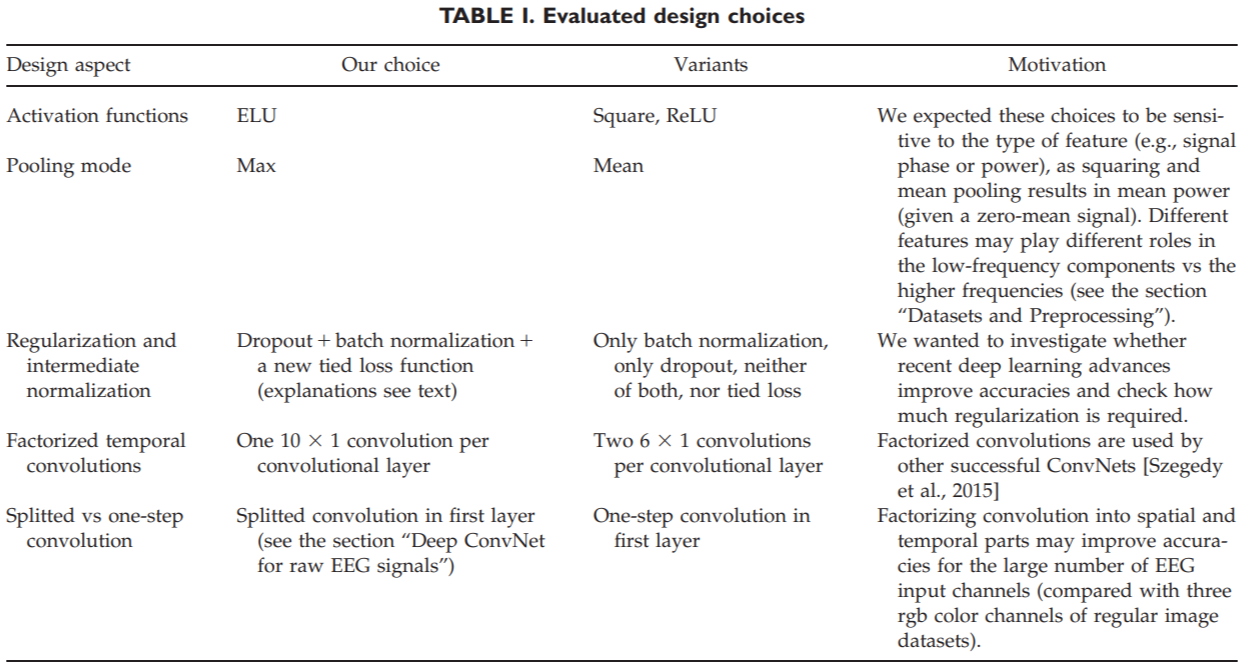 TABLE I. Evaluated design choices
Design aspect Our choice Variants Motivation
Activation functions ELU Square, ReLU We expected these choices to be sensi-
tive to the type of feature (e.g., signal
Pooling mode Max Mean phase or power), as squaring and
mean pooling results in mean power
(given a zero-mean signal). Different
features may play different roles in
the low-frequency components vs the
higher frequencies (see the section
“Datasets and Preprocessing”).
Regularization and Dropout + batch normalization + Only batch normalization, We wanted to investigate whether
intermediate a new tied loss function only dropout, neither recent deep learning advances
normalization (explanations see text) of both, nor tied loss improve accuracies and check how
much regularization is required.
Factorized temporal One 10 × 1 convolution per Two 6 × 1 convolutions Factorized convolutions are used by
convolutions convolutional layer per convolutional layer other successful ConvNets [Szegedy
et al., 2015]
Splitted vs one-step Splitted convolution in first layer One-step convolution in Factorizing convolution into spatial and
convolution (see the section “Deep ConvNet first layer temporal parts may improve accura-
for raw EEG signals”) cies for the large number of EEG
input channels (compared with three
rgb color channels of regular image
datasets).